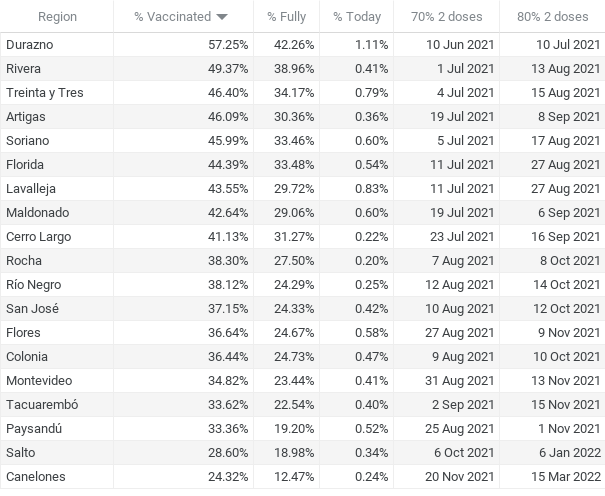 Region % Vaccinated % Fully % Today 70% 2 doses 80% 2 doses
Durazno 57.25% 42.26% 1.11% 10 Jun 2021 10 Jul 2021
Rivera 49.37% 38.96% 0.41% 1 Jul 2021 13 Aug 2021
Treinta y Tres 46.40% 34.17% 0.79% 4 Jul 2021 15 Aug 2021
Artigas 46.09% 30.36% 0.36% 19 Jul 2021 8 Sep 2021
Soriano 45.99% 33.46% 0.60% 5 Jul 2021 17 Aug 2021
Florida 44.39% 33.48% 0.54% 11 Jul 2021 27 Aug 2021
Lavalleja 43.55% 29.72% 0.83% 11 Jul 2021 27 Aug 2021
Maldonado 42.64% 29.06% 0.60% 19 Jul 2021 6 Sep 2021
Cerro Largo 41.13% 31.27% 0.22% 23 Jul 2021 16 Sep 2021
Rocha 38.30% 27.50% 0.20% 7 Aug 2021 8 Oct 2021
Río Negro 38.12% 24.29% 0.25% 12 Aug 2021 14 Oct 2021
San José 37.15% 24.33% 0.42% 10 Aug 2021 12 Oct 2021
Flores 36.64% 24.67% 0.58% 27 Aug 2021 9 Nov 2021
Colonia 36.44% 24.73% 0.47% 9 Aug 2021 10 Oct 2021
Montevideo 34.82% 23.44% 0.41% 31 Aug 2021 13 Nov 2021
Tacuarembó 33.62% 22.54% 0.40% 2 Sep 2021 15 Nov 2021
Paysandú 33.36% 19.20% 0.52% 25 Aug 2021 1 Nov 2021
Salto 28.60% 18.98% 0.34% 6 Oct 2021 6 Jan 2022
Canelones 24.32% 12.47% 0.24% 20 Nov 2021 15 Mar 2022